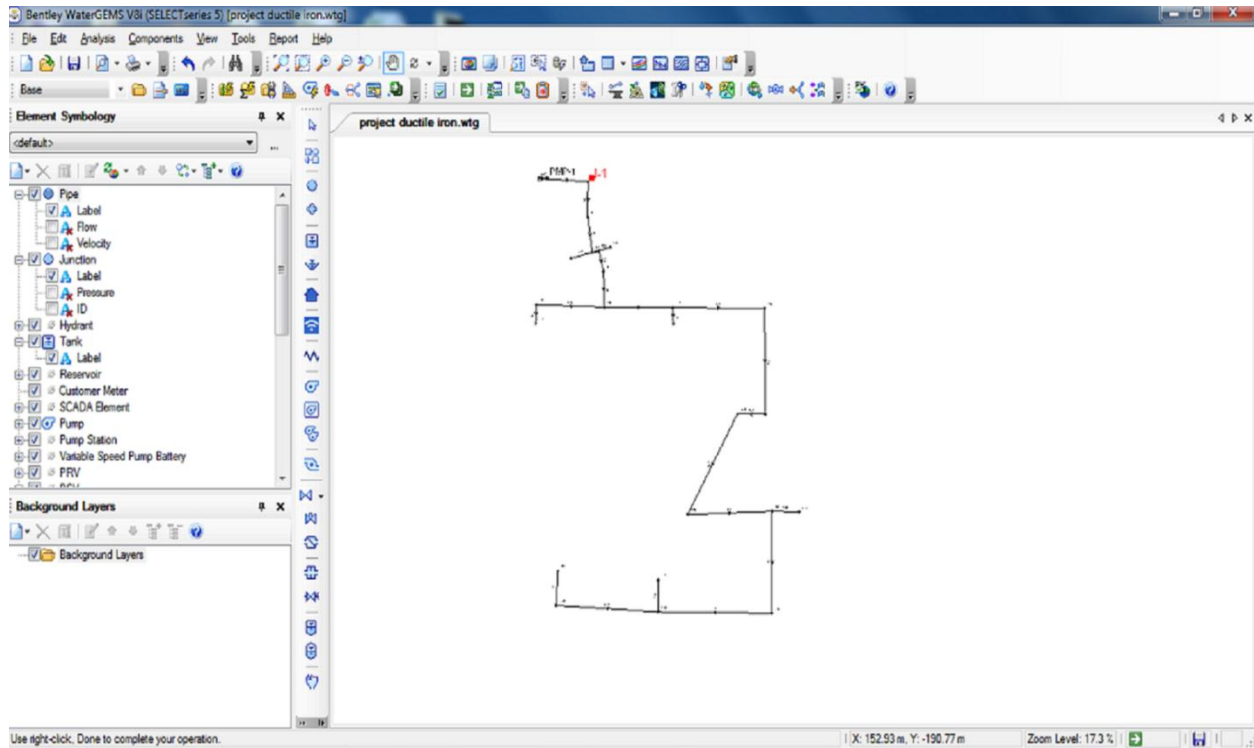 Bentley WaterGEMS V8i (SELECTseries 5) [project ductile iron.wtg]
File Edit Analysis Components View Tools Report Help
Base
Element Symbology
project ductile iron.wtg
<default>
Pipe
Label
Flow
Velocity
Junction
Label
Pressure
ID
Hydrant
Tank
Label
Reservoir
Customer Meter
SCADA Element
Pump
Pump Station
Variable Speed Pump Battery
PRV
Background Layers
Background Layers
PMP-1
J-1
Use right-click, Done to complete your operation.
X: 152.93 m, Y: -190.77 m
Zoom Level: 17.3 %